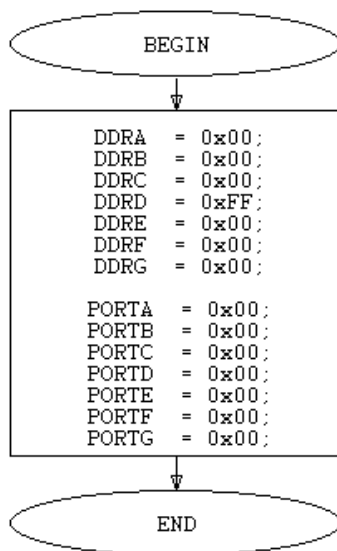 BEGIN
DDRA = 0x00;
DDRB = 0x00;
DDRC = 0x00;
DDRD = 0xFF;
DDRE = 0x00;
DDRF = 0x00;
DDRG = 0x00;
PORTA = 0x00;
PORTB = 0x00;
PORTC = 0x00;
PORTD = 0x00;
PORTE = 0x00;
PORTF = 0x00;
PORTG = 0x00;
END